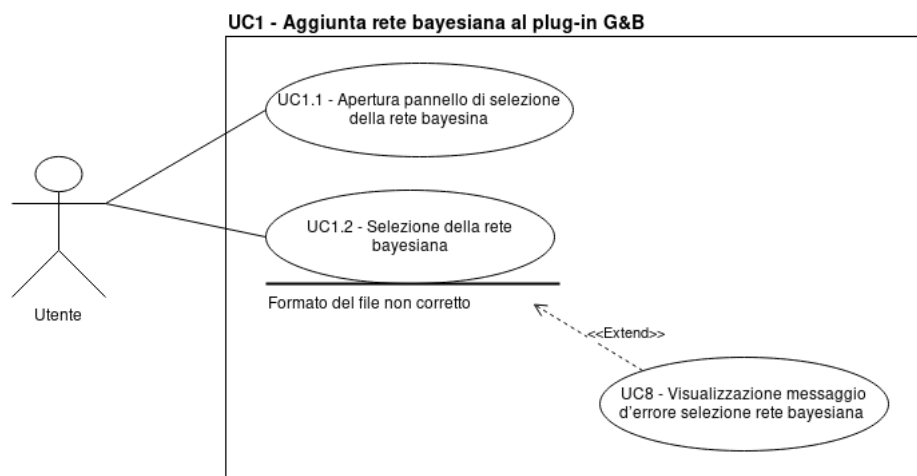 UC1 - Aggiunta rete bayesiana al plug-in G&B
UC1.1 - Apertura pannello di selezione
della rete bayesina
UC1.2 - Selezione della rete
bayesiana
Formato del file non corretto
Utente
<<Extend>>
UC8 - Visualizzazione messaggio
d'errore selezione rete bayesiana